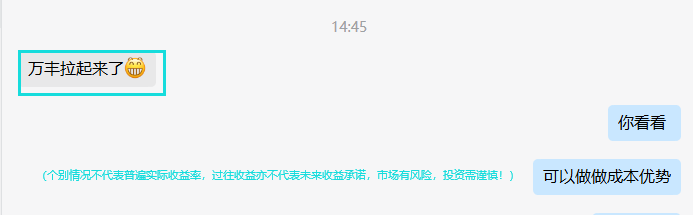 14:45
万丰拉起来了😁
你看看
(个别情况不代表普遍实际收益率，过往收益亦不代表未来收益承诺，市场有风险，投资需谨慎！)
可以做做成本优势